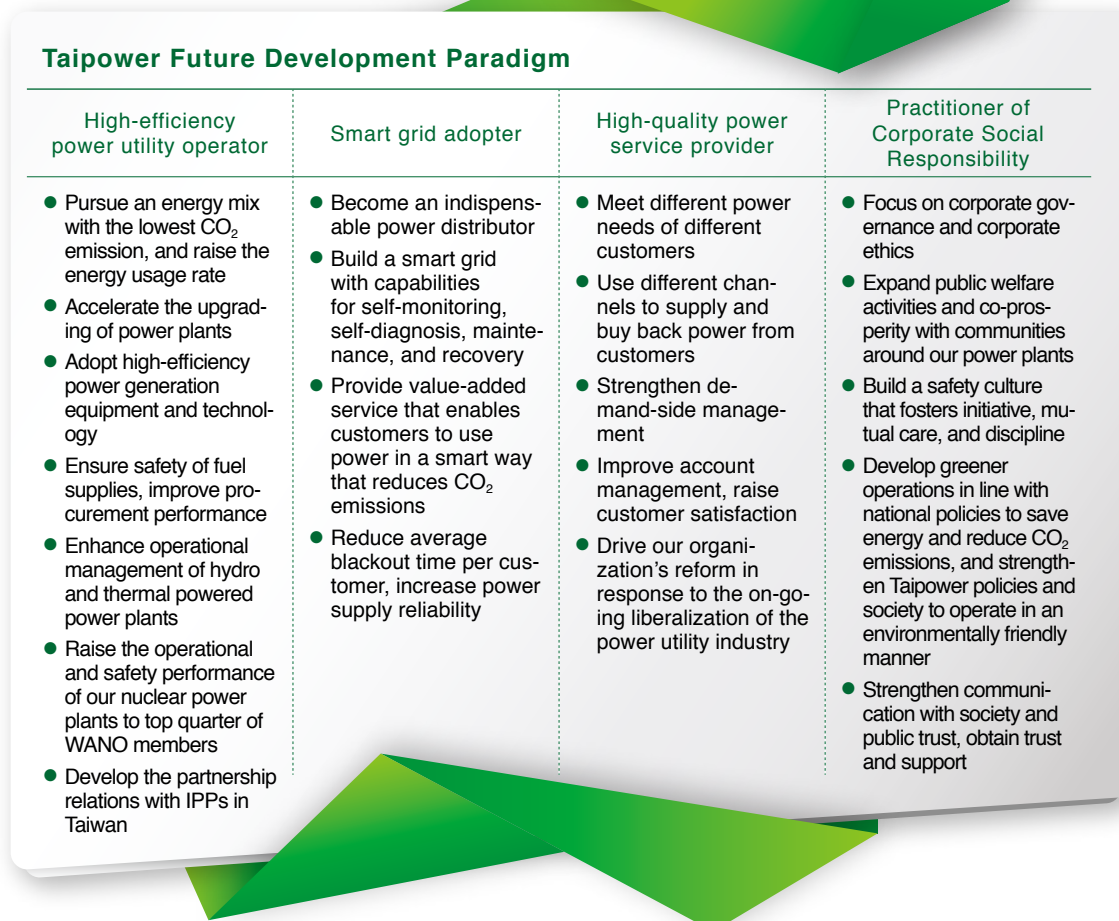 Taipower Future Development Paradigm
High-efficiency
power utility operator
● Pursue an energy mix
with the lowest CO₂
emission, and raise the
energy usage rate
● Accelerate the upgrad-
ing of power plants
● Adopt high-efficiency
power generation
equipment and technol-
ogy
● Ensure safety of fuel
supplies, improve pro-
curement performance
● Enhance operational
management of hydro
and thermal powered
power plants
● Raise the operational
and safety performance
of our nuclear power
plants to top quarter of
WANO members
● Develop the partnership
relations with IPPs in
Taiwan
Smart grid adopter
● Become an indispens-
able power distributor
● Build a smart grid
with capabilities
for self-monitoring,
self-diagnosis, mainte-
nance, and recovery
● Provide value-added
service that enables
customers to use
power in a smart way
that reduces CO₂
emissions
● Reduce average
blackout time per cus-
tomer, increase power
supply reliability
High-quality power
service provider
● Meet different power
needs of different
customers
● Use different chan-
nels to supply and
buy back power from
customers
● Strengthen de-
mand-side manage-
ment
● Improve account
management, raise
customer satisfaction
● Drive our organi-
zation's reform in
response to the on-go-
ing liberalization of the
power utility industry
Practitioner of
Corporate Social
Responsibility
● Focus on corporate gov-
ernance and corporate
ethics
● Expand public welfare
activities and co-pros-
perity with communities
around our power plants
● Build a safety culture
that fosters initiative, mu-
tual care, and discipline
● Develop greener
operations in line with
national policies to save
energy and reduce CO₂
emissions, and strength-
en Taipower policies and
society to operate in an
environmentally friendly
manner
● Strengthen communi-
cation with society and
public trust, obtain trust
and support